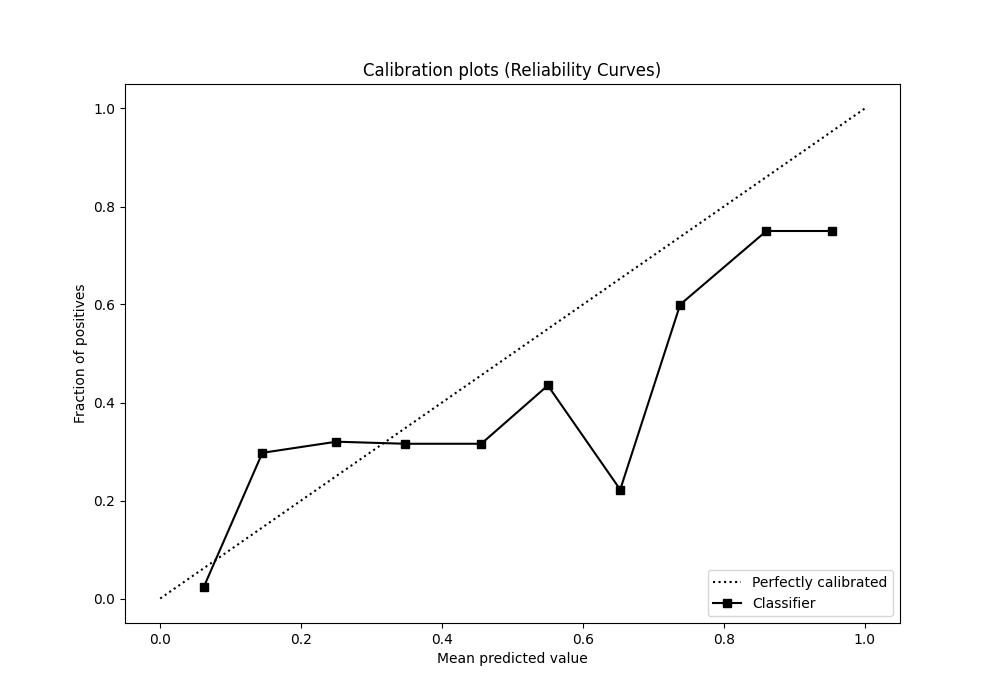 Calibration plots (Reliability Curves)
1.0
0.8
0.6
0.4
0.2
0.0
Fraction of positives
0.0 0.2 0.4 0.6 0.8 1.0
Mean predicted value
Perfectly calibrated
Classifier